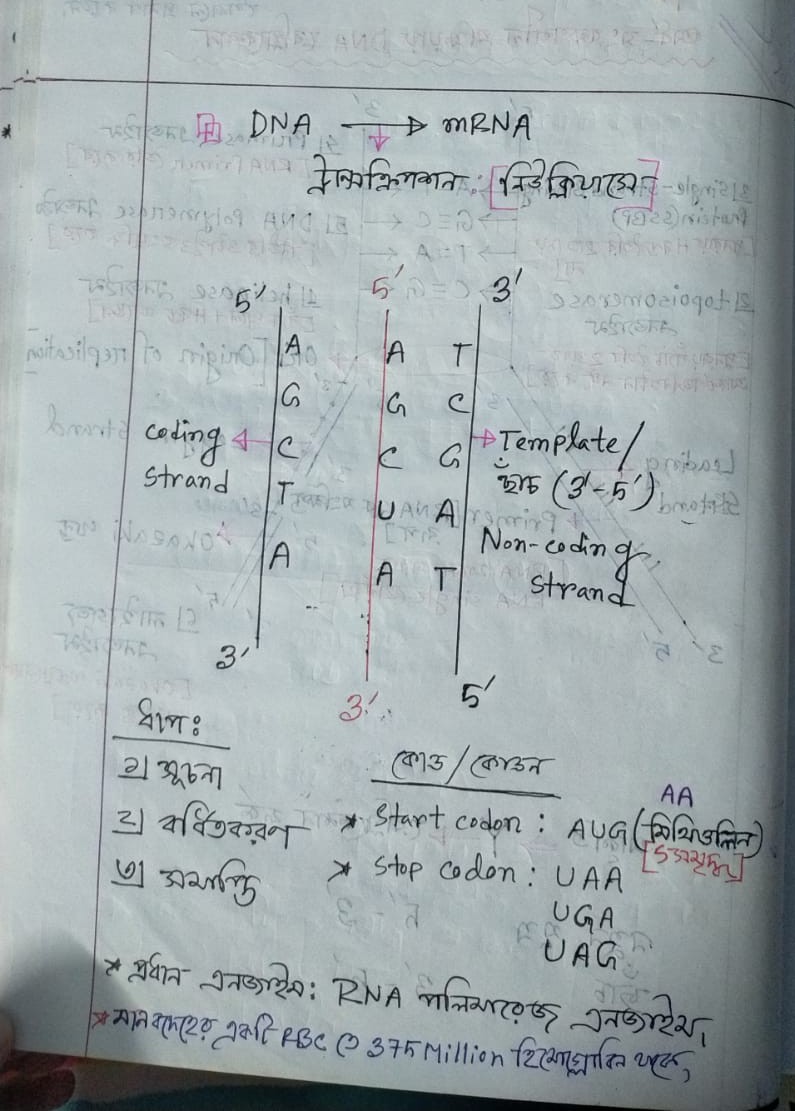 DNA → mRNA
ট্রান্সক্রিপশন : [নিউক্লিয়াসে]
5' 5' 3'
A A T
G G C
coding C C G Template/
strand ছাঁচ (3'-5')
T U A
Non-coding
A A T strand
3' 3' 5'
ধাপঃ
কোড/কোডন
১| সূচনা
AA
২| বর্ধিতকরণ * Start codon : AUG (মিথিওনিন)
[S সমৃদ্ধ]
৩| সমাপ্তি * Stop codon : UAA
UGA
UAG
* প্রধান এনজাইম : RNA পলিমারেজ এনজাইম।
* মানবদেহের একটি RBC তে 375 Million হিমোগ্লোবিন থাকে,